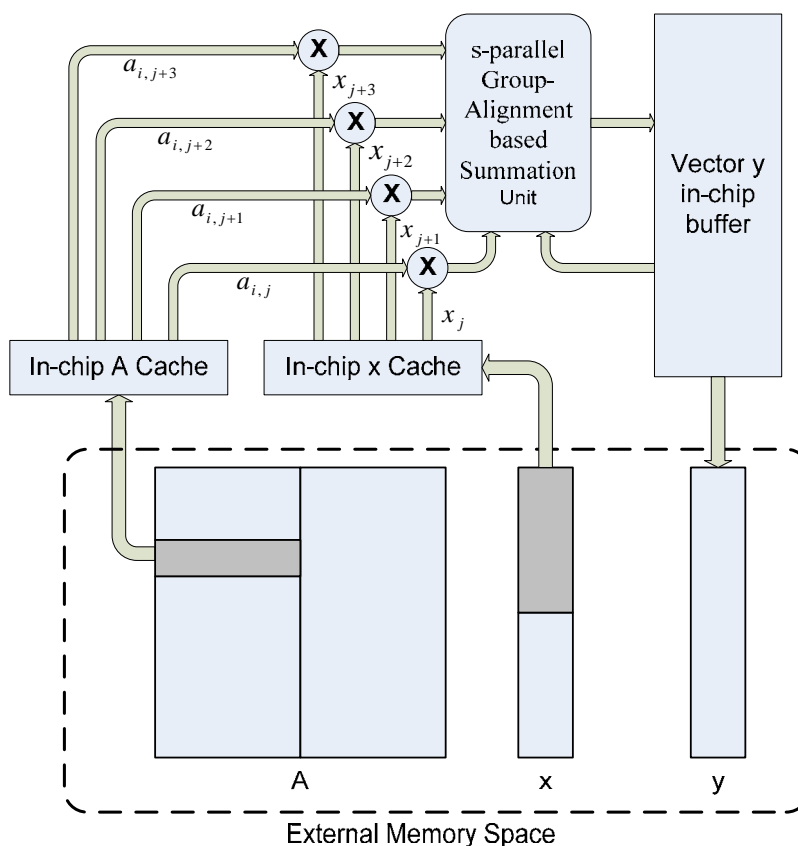 a_{i,j+3}
X
x_{j+3}
s-parallel
Group-
Alignment
based
Summation
Unit
Vector y
in-chip
buffer
a_{i,j+2}
X
x_{j+2}
a_{i,j+1}
X
x_{j+1}
a_{i,j}
X
x_j
In-chip A Cache
In-chip x Cache
A
x
y
External Memory Space